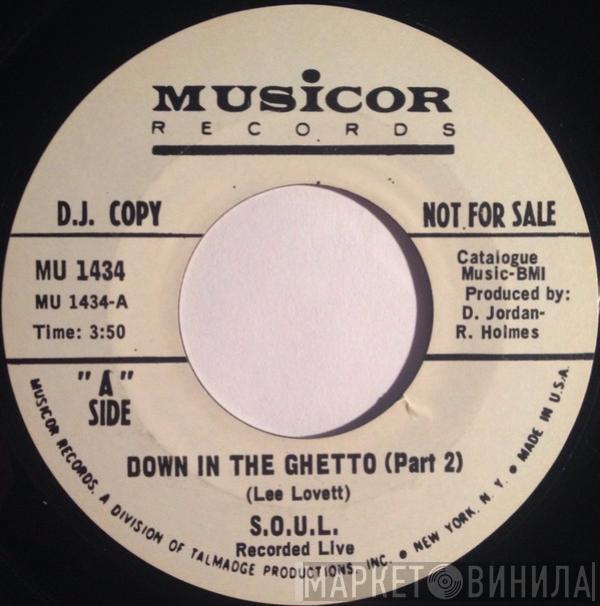 MUSiCOR
RECORDS
D.J. COPY
NOT FOR SALE
MU 1434
MU 1434-A
Time: 3:50
Catalogue
Music-BMI
Produced by:
D. Jordan-
R. Holmes
"A"
SIDE
DOWN IN THE GHETTO (Part 2)
(Lee Lovett)
S.O.U.L.
Recorded Live
MUSICOR RECORDS, A DIVISION OF TALMADGE PRODUCTIONS, INC. • NEW YORK, N.Y. • MADE IN U.S.A.
МАРКЕТ ВИНИЛА